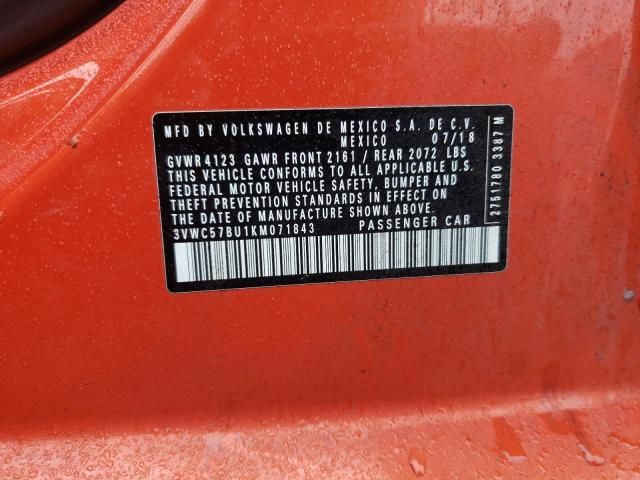 MFD BY VOLKSWAGEN DE MEXICO S.A. DE C.V.
MEXICO 07/18
GVWR 4123 GAWR FRONT 2161 / REAR 2072 LBS
THIS VEHICLE CONFORMS TO ALL APPLICABLE U.S.
FEDERAL MOTOR VEHICLE SAFETY, BUMPER AND
THEFT PREVENTION STANDARDS IN EFFECT ON
THE DATE OF MANUFACTURE SHOWN ABOVE.
3VWC57BU1KM071843 PASSENGER CAR
2751780 3387 M